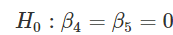 H₀ : β₄ = β₅ = 0